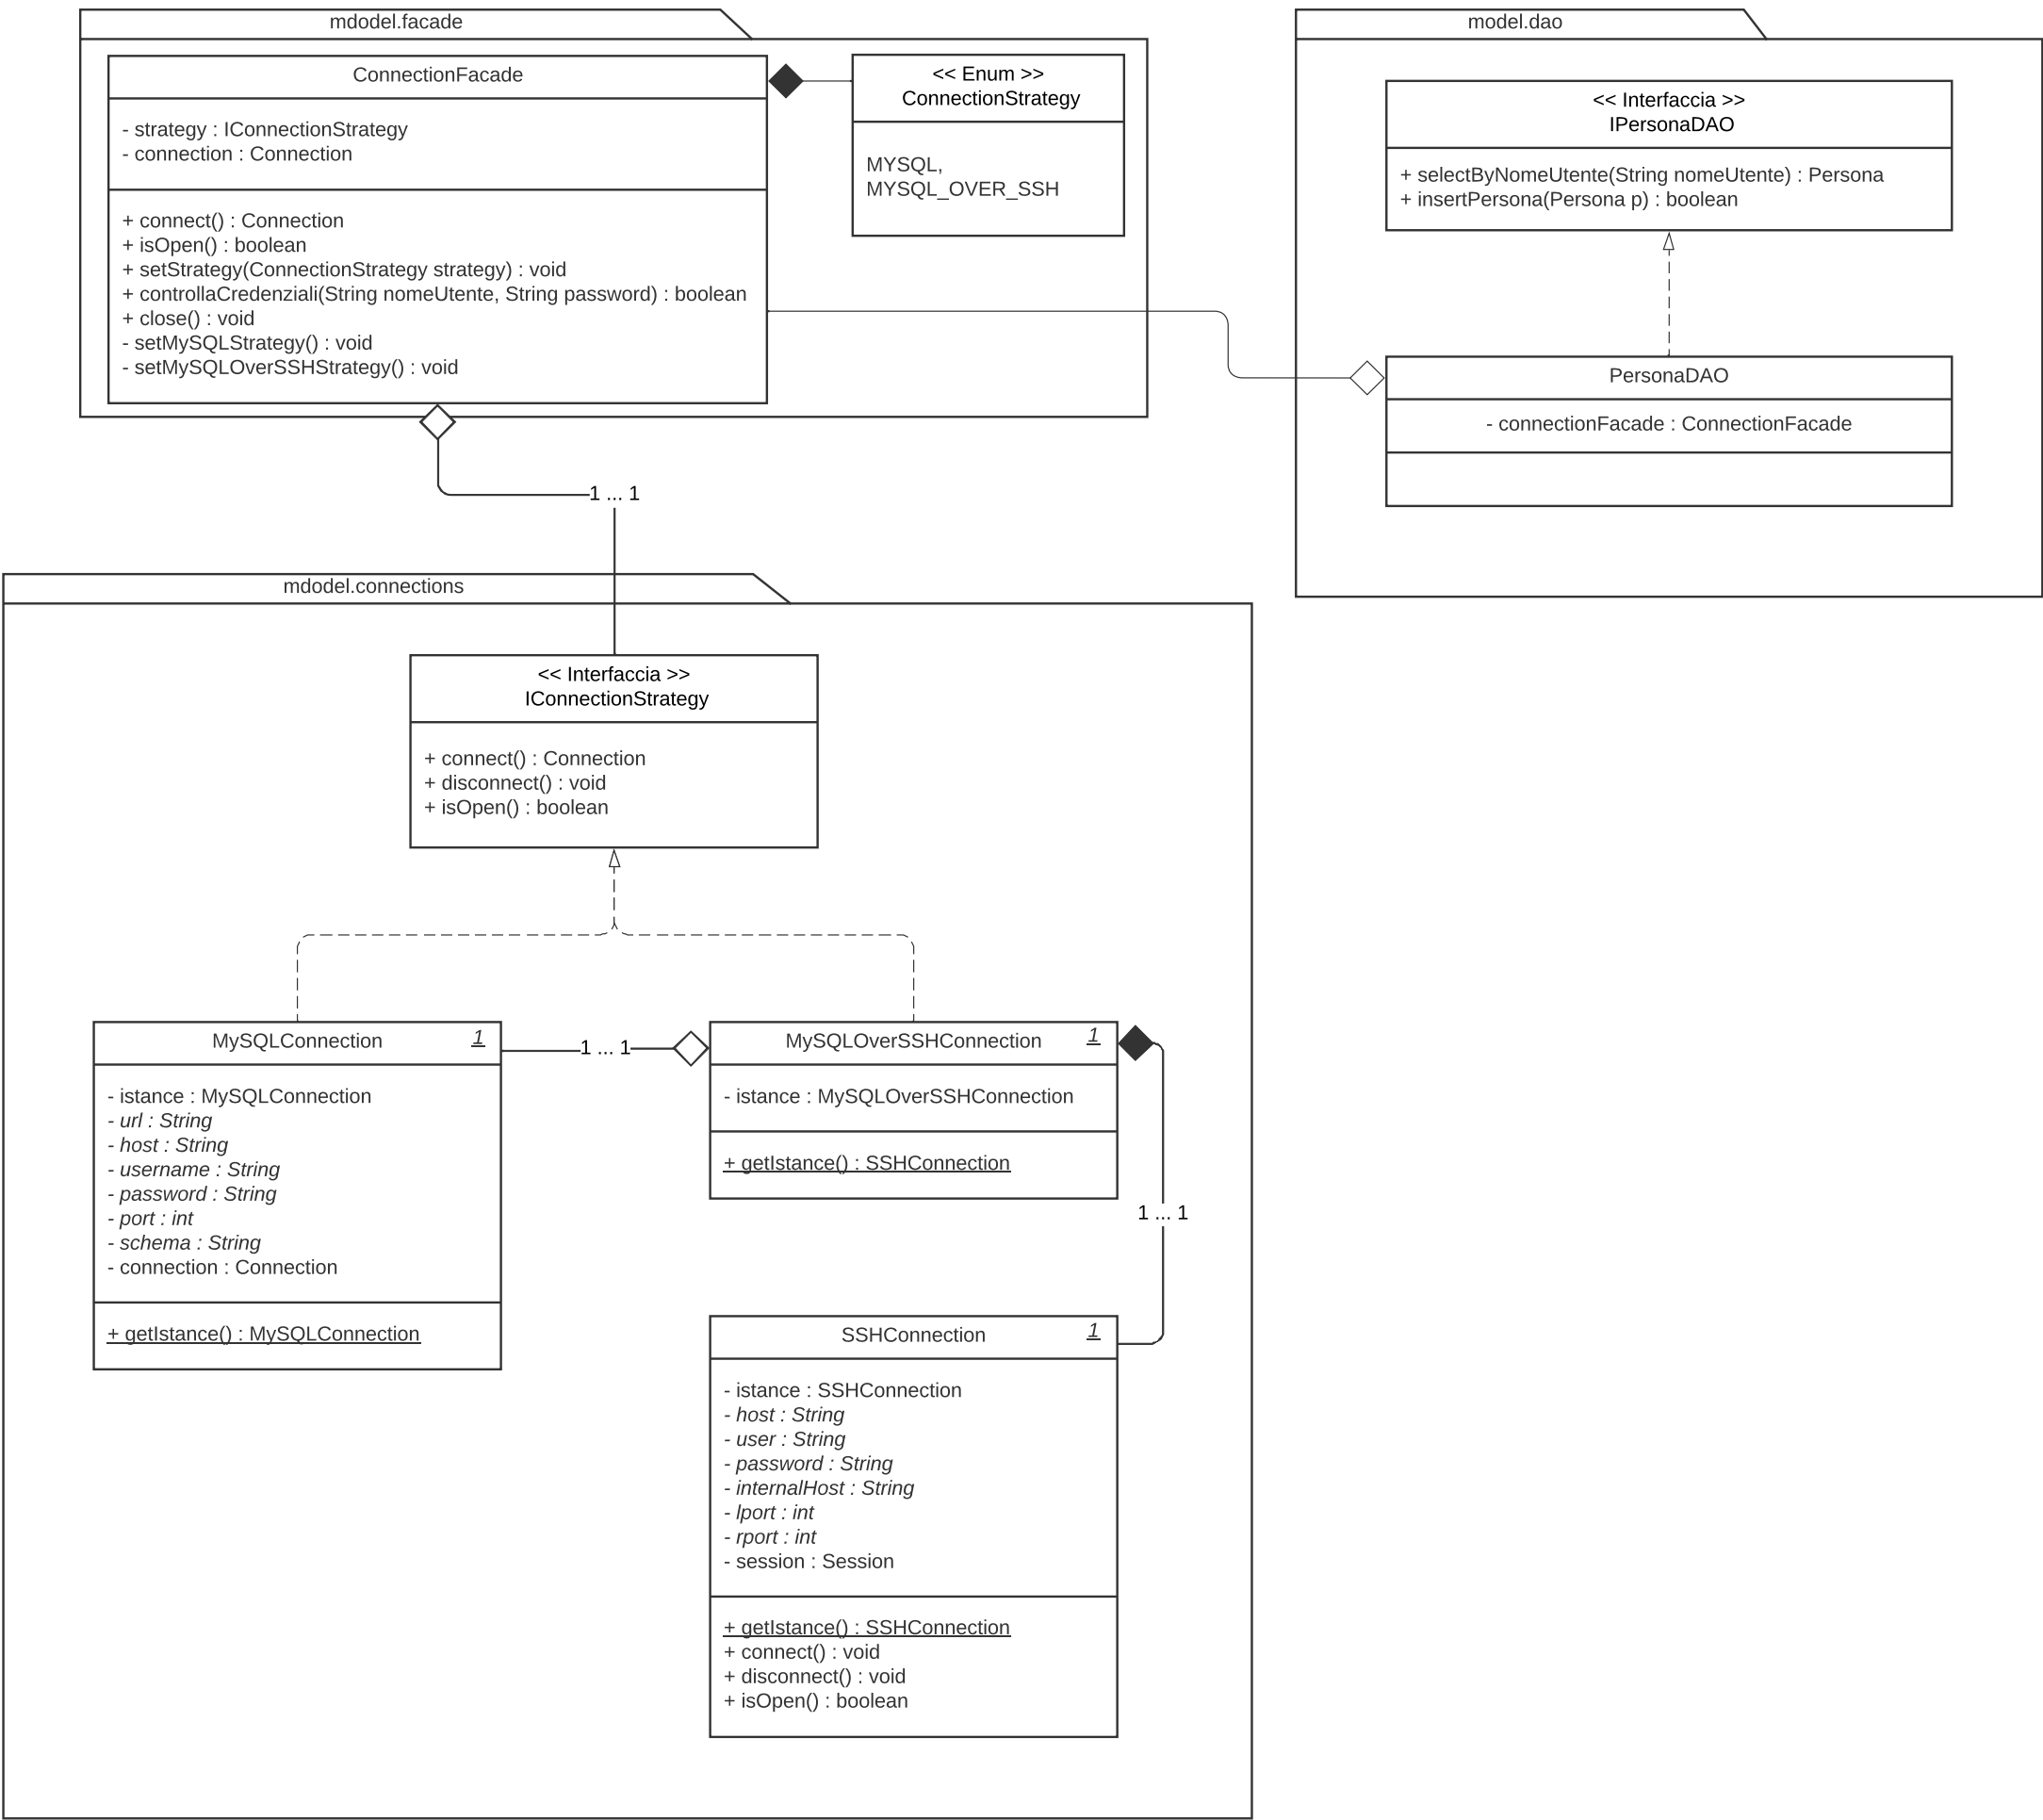 mdodel.facade
ConnectionFacade
- strategy : IConnectionStrategy
- connection : Connection
+ connect() : Connection
+ isOpen() : boolean
+ setStrategy(ConnectionStrategy strategy) : void
+ controllaCredenziali(String nomeUtente, String password) : boolean
+ close() : void
- setMySQLStrategy() : void
- setMySQLOverSSHStrategy() : void
<< Enum >>
ConnectionStrategy
MYSQL,
MYSQL_OVER_SSH
model.dao
<< Interfaccia >>
IPersonaDAO
+ selectByNomeUtente(String nomeUtente) : Persona
+ insertPersona(Persona p) : boolean
PersonaDAO
- connectionFacade : ConnectionFacade
1 ... 1
mdodel.connections
<< Interfaccia >>
IConnectionStrategy
+ connect() : Connection
+ disconnect() : void
+ isOpen() : boolean
MySQLConnection 1
- istance : MySQLConnection
- url : String
- host : String
- username : String
- password : String
- port : int
- schema : String
- connection : Connection
+ getIstance() : MySQLConnection
1 ... 1
MySQLOverSSHConnection 1
- istance : MySQLOverSSHConnection
+ getIstance() : SSHConnection
1 ... 1
SSHConnection 1
- istance : SSHConnection
- host : String
- user : String
- password : String
- internalHost : String
- lport : int
- rport : int
- session : Session
+ getIstance() : SSHConnection
+ connect() : void
+ disconnect() : void
+ isOpen() : boolean